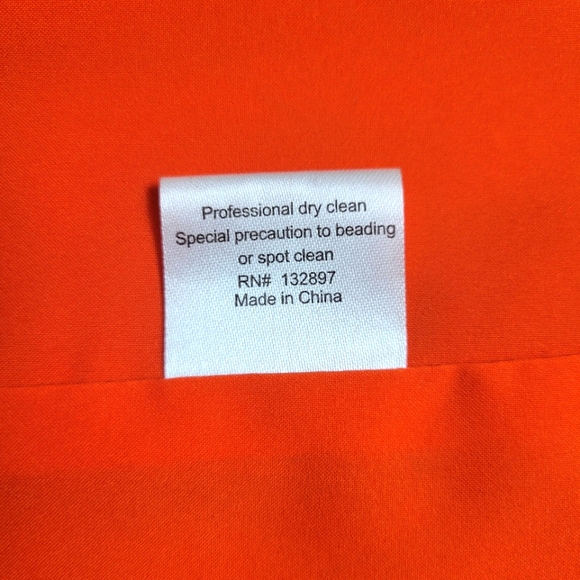 Professional dry clean
Special precaution to beading
or spot clean
RN# 132897
Made in China